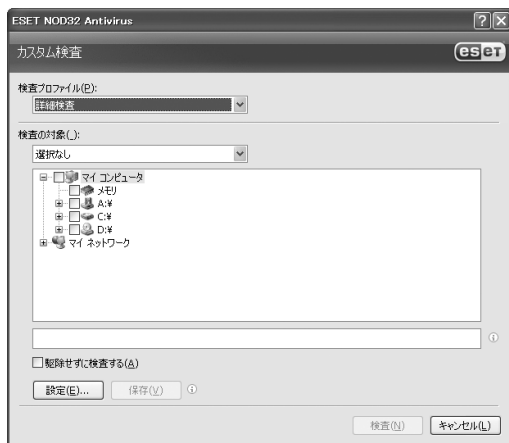 ESET NOD32 Antivirus
カスタム検査
eset
検査プロファイル(P):
詳細検査
検査の対象(_):
選択なし
マイ コンピュータ
メモリ
A:¥
C:¥
D:¥
マイ ネットワーク
駆除せずに検査する(A)
設定(E)... 保存(V)
検査(N) キャンセル(L)